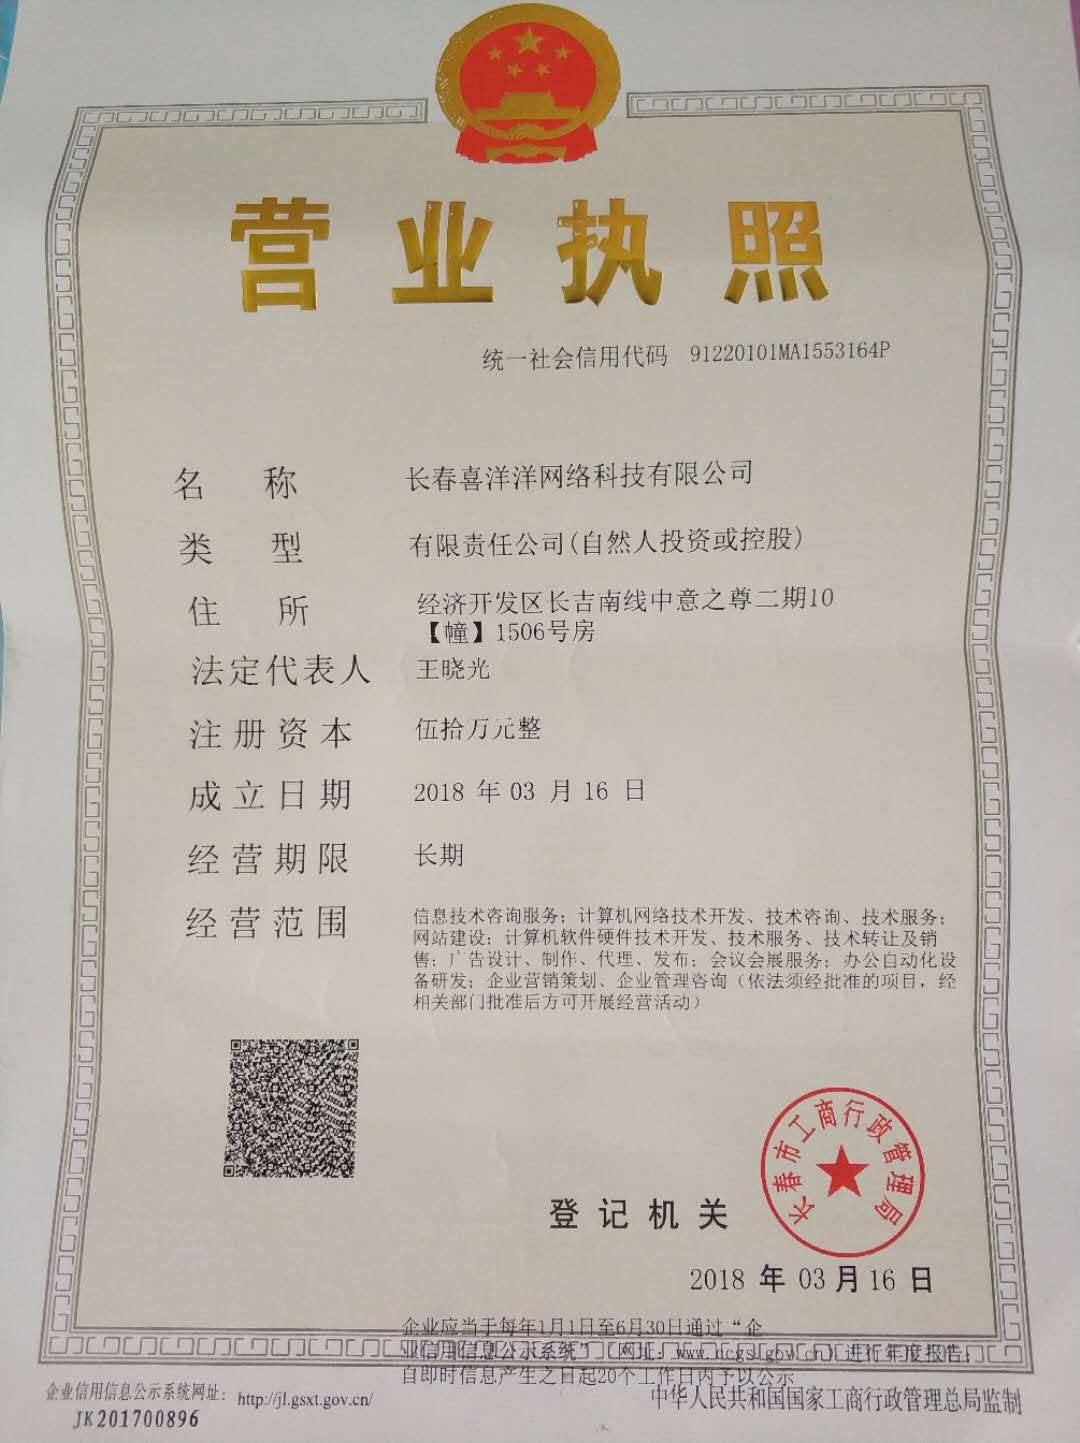 营业执照
统一社会信用代码 91220101MA1553164P
名称 长春喜洋洋网络科技有限公司
类型 有限责任公司(自然人投资或控股)
住所 经济开发区长吉南线中意之尊二期10
【幢】1506号房
法定代表人 王晓光
注册资本 伍拾万元整
成立日期 2018 年 03 月 16 日
经营期限 长期
经营范围 信息技术咨询服务；计算机网络技术开发、技术咨询、技术服务；
网站建设；计算机软件硬件技术开发、技术服务、技术转让及销
售；广告设计、制作、代理、发布；会议会展服务；办公自动化设
备研发；企业营销策划、企业管理咨询（依法须经批准的项目，经
相关部门批准后方可开展经营活动）
长春市工商行政管理局
登记机关
2018 年 03 月 16 日
企业应当于每年1月1日至6月30日通过“企
业信用信息公示系统”（网址：www.ccgs.gov.cn）进行年度报告；
自即时信息产生之日起20个工作日内予以公示
企业信用信息公示系统网址：http://jl.gsxt.gov.cn/
中华人民共和国国家工商行政管理总局监制
JK201700896